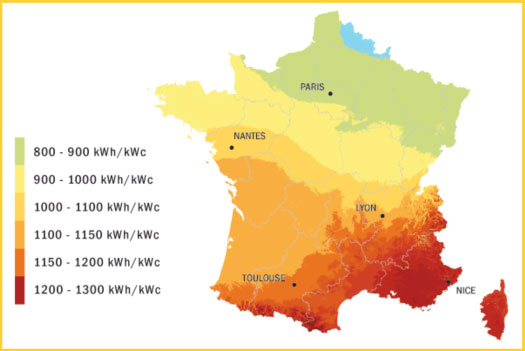 PARIS
NANTES
800 - 900 kWh/kWc
900 - 1000 kWh/kWc
1000 - 1100 kWh/kWc
LYON
1100 - 1150 kWh/kWc
1150 - 1200 kWh/kWc
TOULOUSE
1200 - 1300 kWh/kWc
NICE